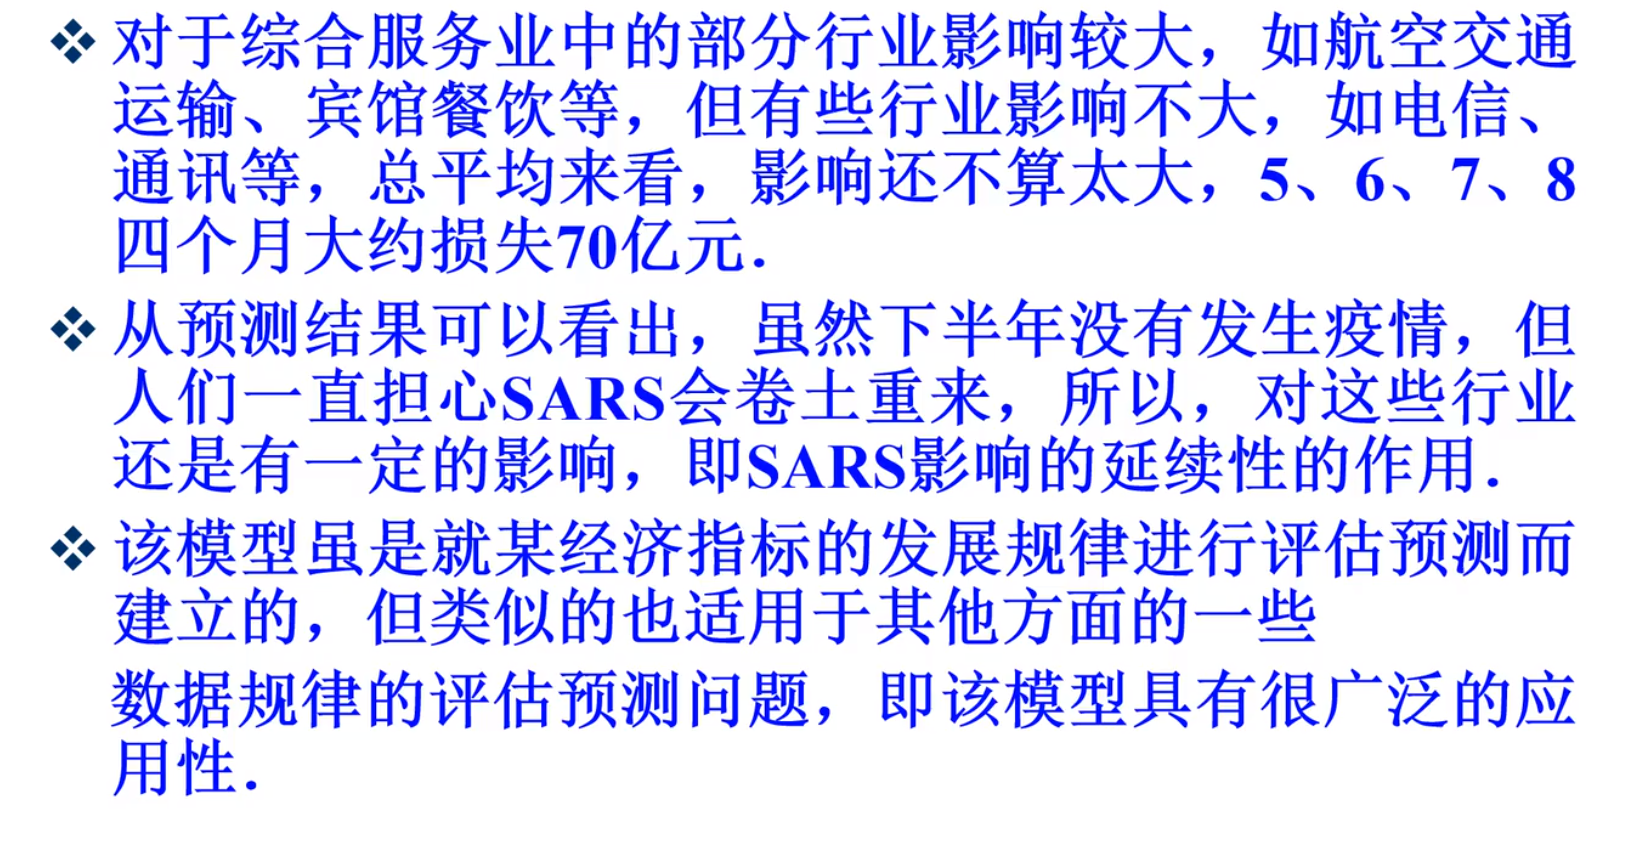 ❖ 对于综合服务业中的部分行业影响较大，如航空交通
运输、宾馆餐饮等，但有些行业影响不大，如电信、
通讯等，总平均来看，影响还不算太大，5、6、7、8
四个月大约损失70亿元．
❖ 从预测结果可以看出，虽然下半年没有发生疫情，但
人们一直担心SARS会卷土重来，所以，对这些行业
还是有一定的影响，即SARS影响的延续性的作用．
❖ 该模型虽是就某经济指标的发展规律进行评估预测而
建立的，但类似的也适用于其他方面的一些
数据规律的评估预测问题，即该模型具有很广泛的应
用性．